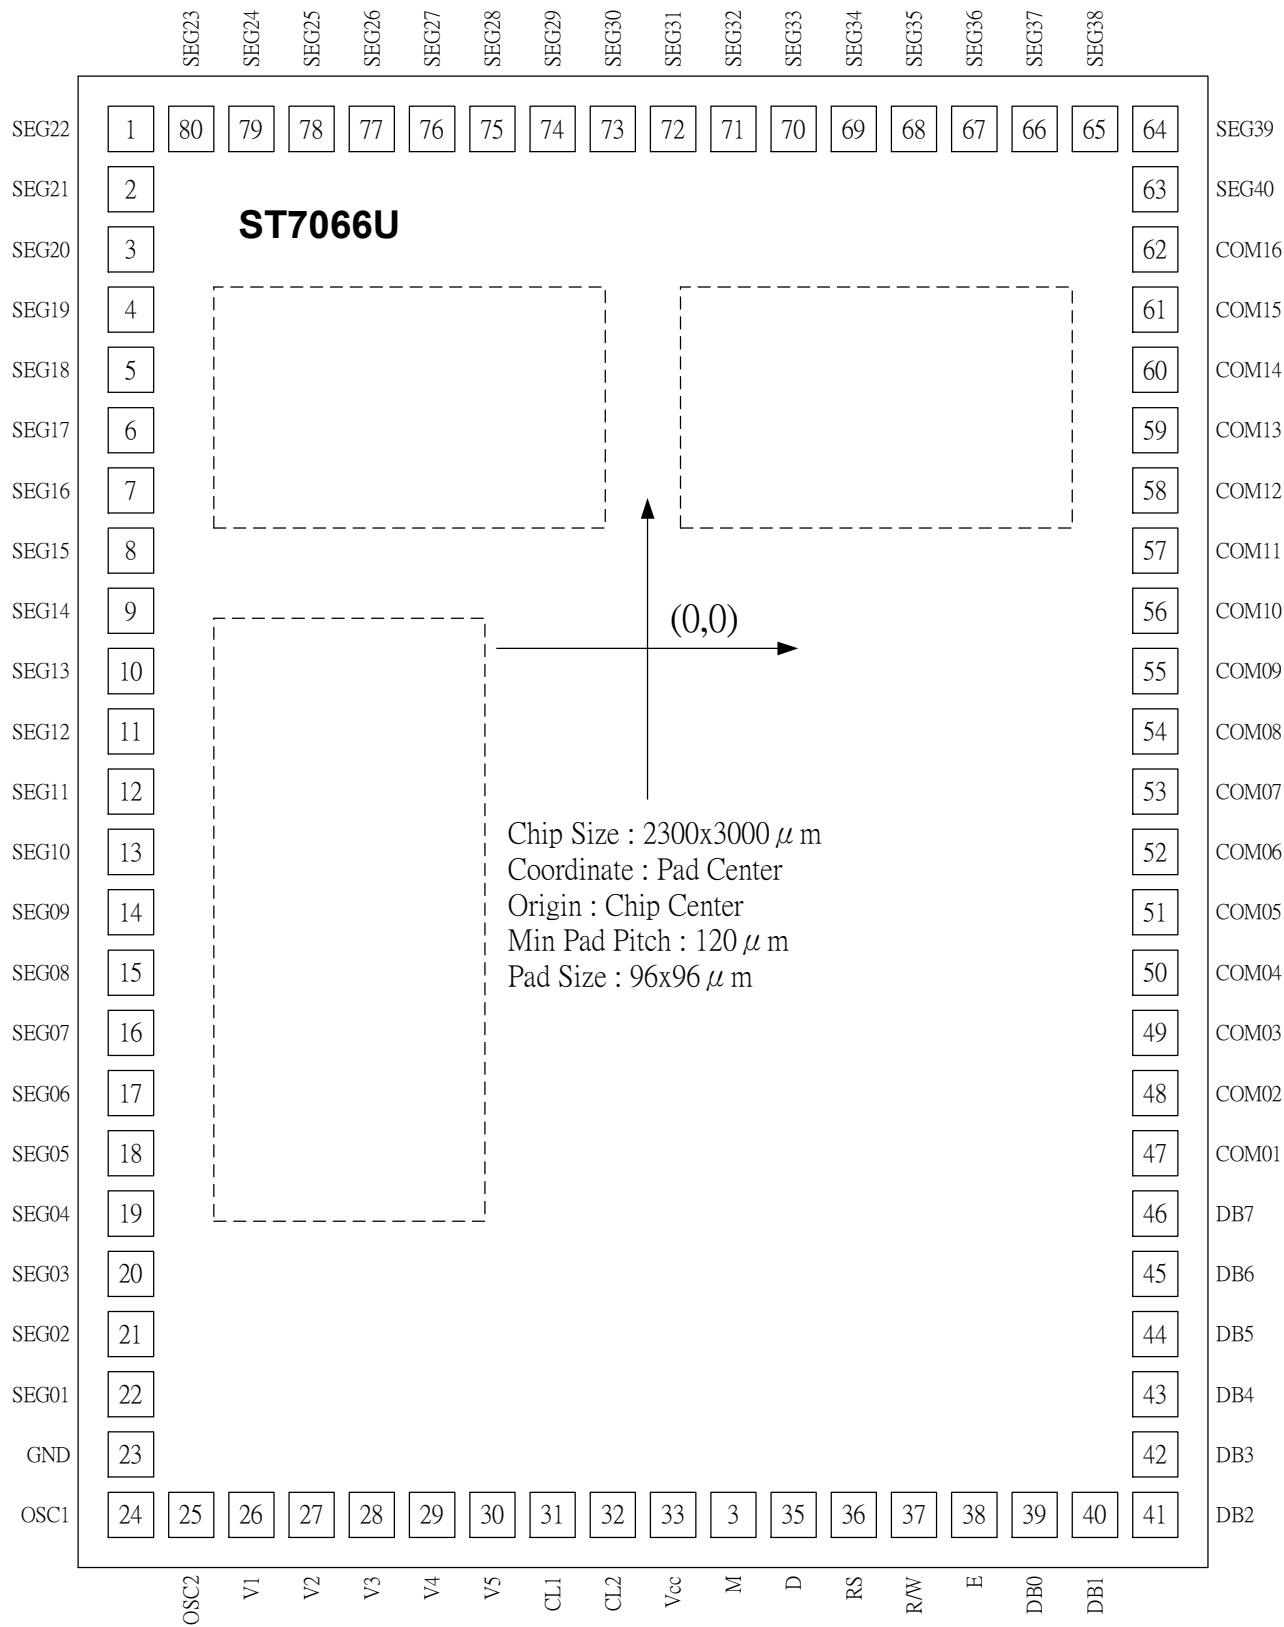 SEG23 SEG24 SEG25 SEG26 SEG27 SEG28 SEG29 SEG30 SEG31 SEG32 SEG33 SEG34 SEG35 SEG36 SEG37 SEG38
SEG22 1 80 79 78 77 76 75 74 73 72 71 70 69 68 67 66 65 64 SEG39
SEG21 2 63 SEG40
ST7066U
SEG20 3 62 COM16
SEG19 4 61 COM15
SEG18 5 60 COM14
SEG17 6 59 COM13
SEG16 7 58 COM12
SEG15 8 57 COM11
SEG14 9 (0,0) 56 COM10
SEG13 10 55 COM09
SEG12 11 54 COM08
SEG11 12 53 COM07
Chip Size : 2300x3000 μ m
SEG10 13 52 COM06
Coordinate : Pad Center
SEG09 14 Origin : Chip Center 51 COM05
Min Pad Pitch : 120 μ m
SEG08 15 Pad Size : 96x96 μ m 50 COM04
SEG07 16 49 COM03
SEG06 17 48 COM02
SEG05 18 47 COM01
SEG04 19 46 DB7
SEG03 20 45 DB6
SEG02 21 44 DB5
SEG01 22 43 DB4
GND 23 42 DB3
OSC1 24 25 26 27 28 29 30 31 32 33 3 35 36 37 38 39 40 41 DB2
OSC2 V1 V2 V3 V4 V5 CL1 CL2 Vcc M D RS R/W E DB0 DB1